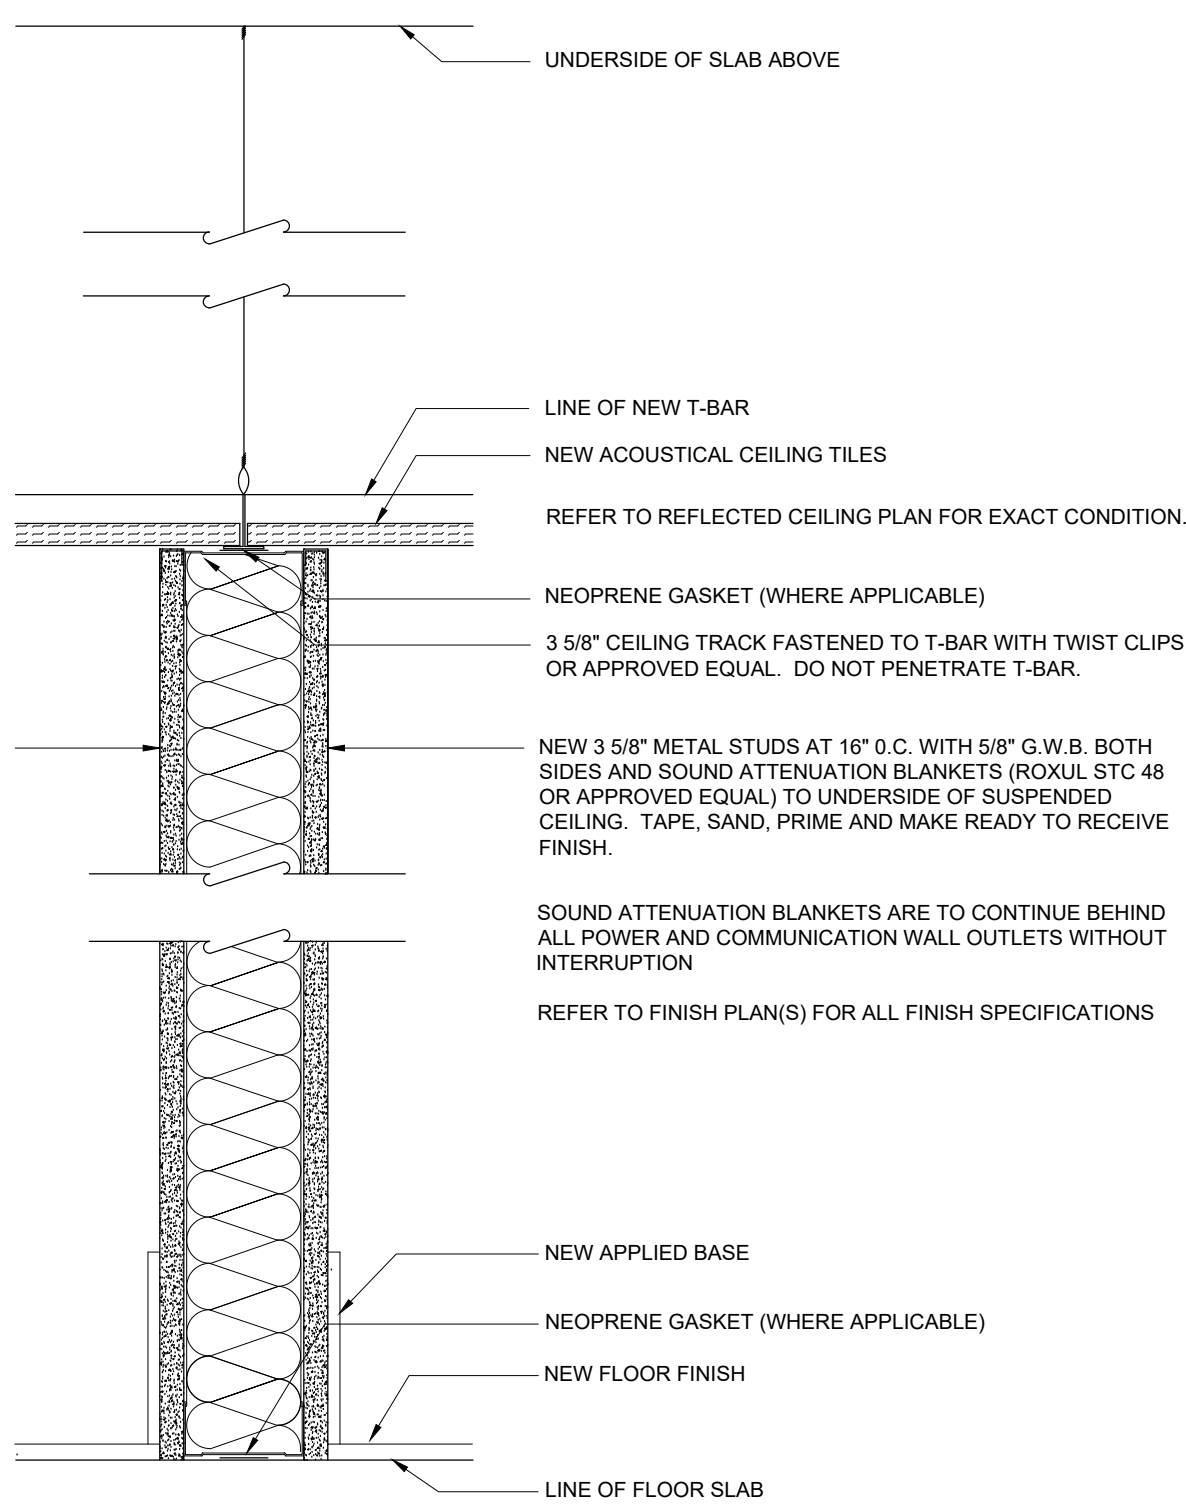 UNDERSIDE OF SLAB ABOVE
LINE OF NEW T-BAR
NEW ACOUSTICAL CEILING TILES
REFER TO REFLECTED CEILING PLAN FOR EXACT CONDITION.
NEOPRENE GASKET (WHERE APPLICABLE)
3 5/8" CEILING TRACK FASTENED TO T-BAR WITH TWIST CLIPS
OR APPROVED EQUAL.  DO NOT PENETRATE T-BAR.
NEW 3 5/8" METAL STUDS AT 16" 0.C. WITH 5/8" G.W.B. BOTH
SIDES AND SOUND ATTENUATION BLANKETS (ROXUL STC 48
OR APPROVED EQUAL) TO UNDERSIDE OF SUSPENDED
CEILING.  TAPE, SAND, PRIME AND MAKE READY TO RECEIVE
FINISH.
SOUND ATTENUATION BLANKETS ARE TO CONTINUE BEHIND
ALL POWER AND COMMUNICATION WALL OUTLETS WITHOUT
INTERRUPTION
REFER TO FINISH PLAN(S) FOR ALL FINISH SPECIFICATIONS
NEW APPLIED BASE
NEOPRENE GASKET (WHERE APPLICABLE)
NEW FLOOR FINISH
LINE OF FLOOR SLAB